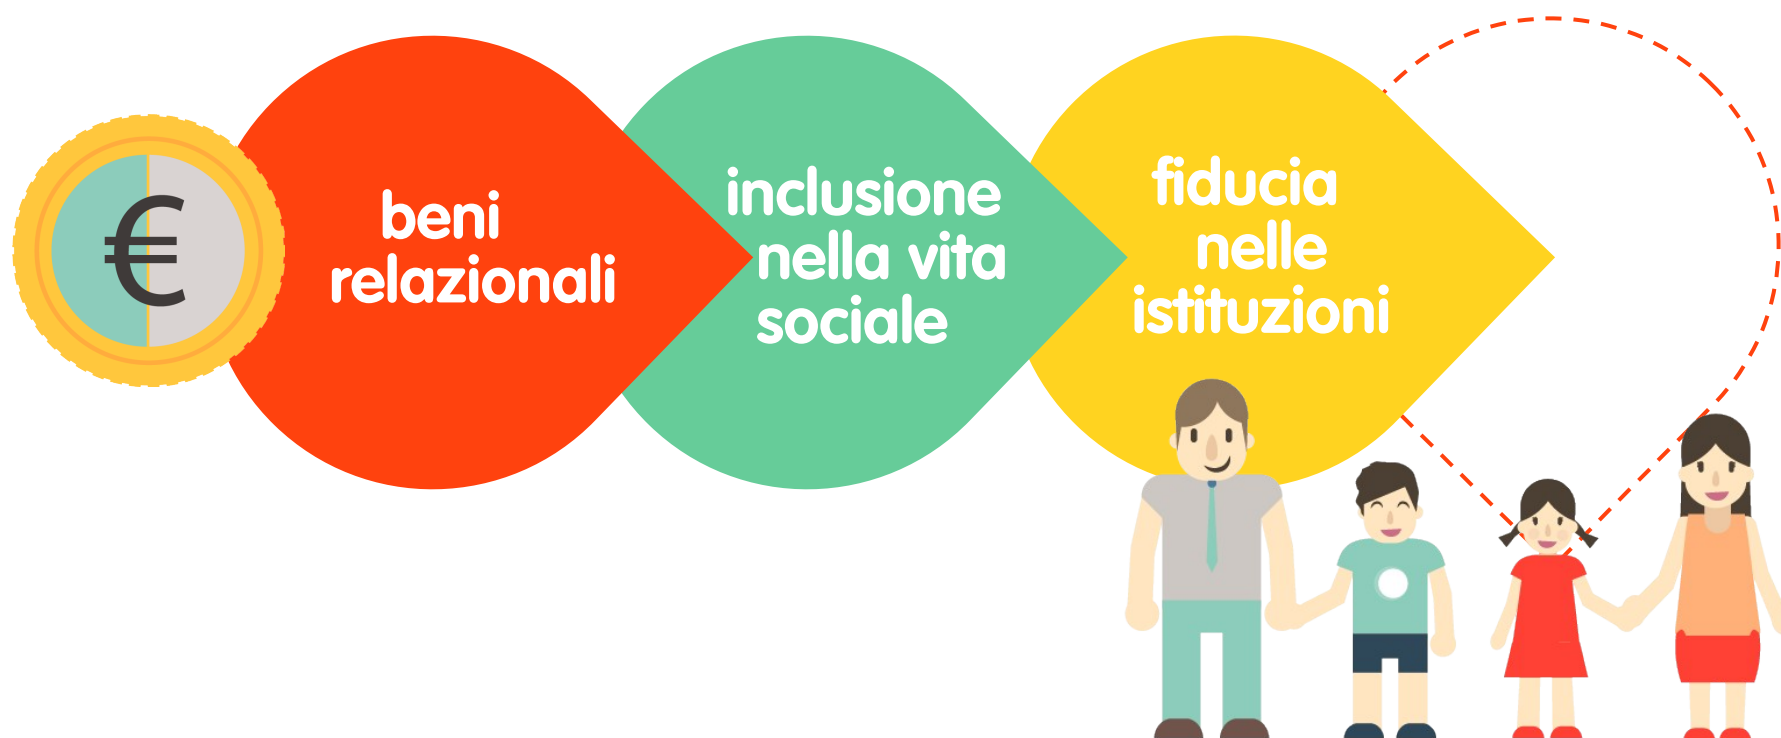 €
beni
relazionali
inclusione
nella vita
sociale
fiducia
nelle
istituzioni